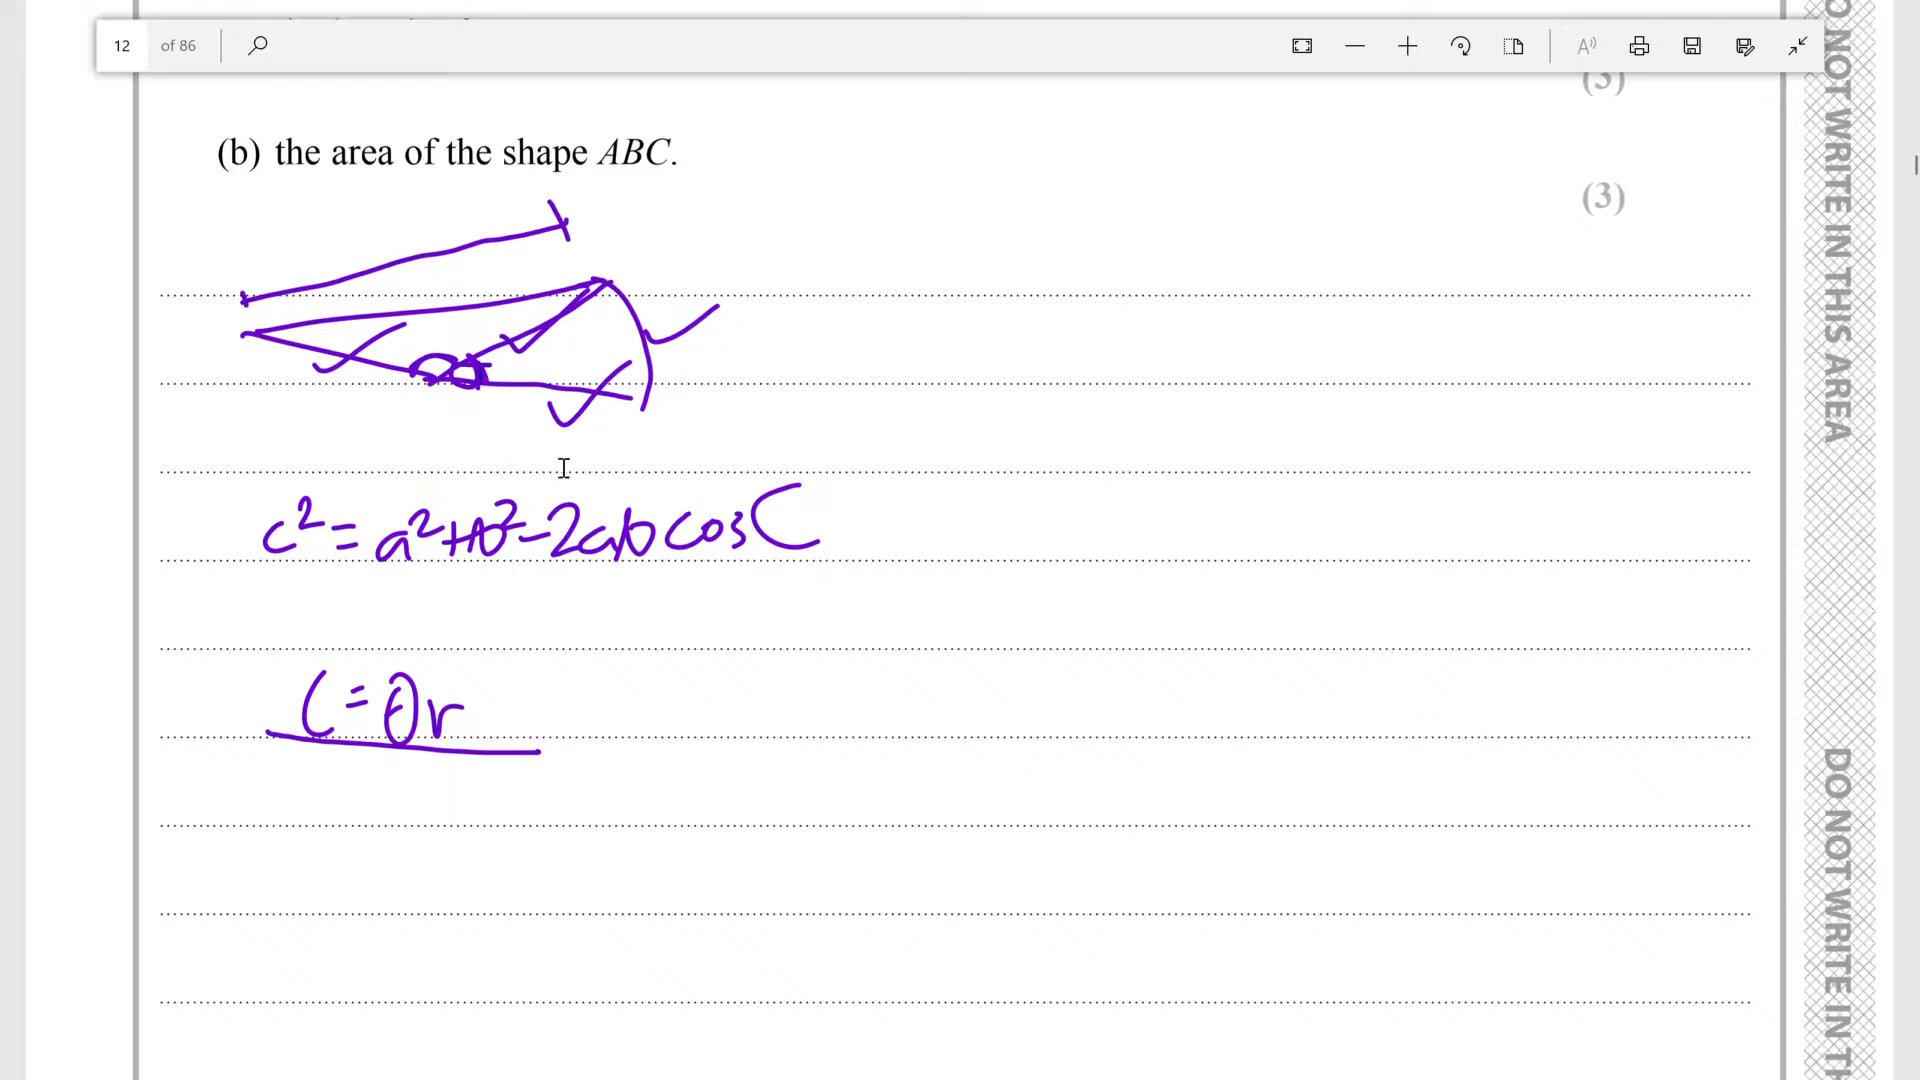 12 of 86
(3)
(b) the area of the shape ABC.
(3)
c² = a² + b² - 2ab cos C
l = θr
DO NOT WRITE IN THIS AREA
DO NOT WRITE IN TH